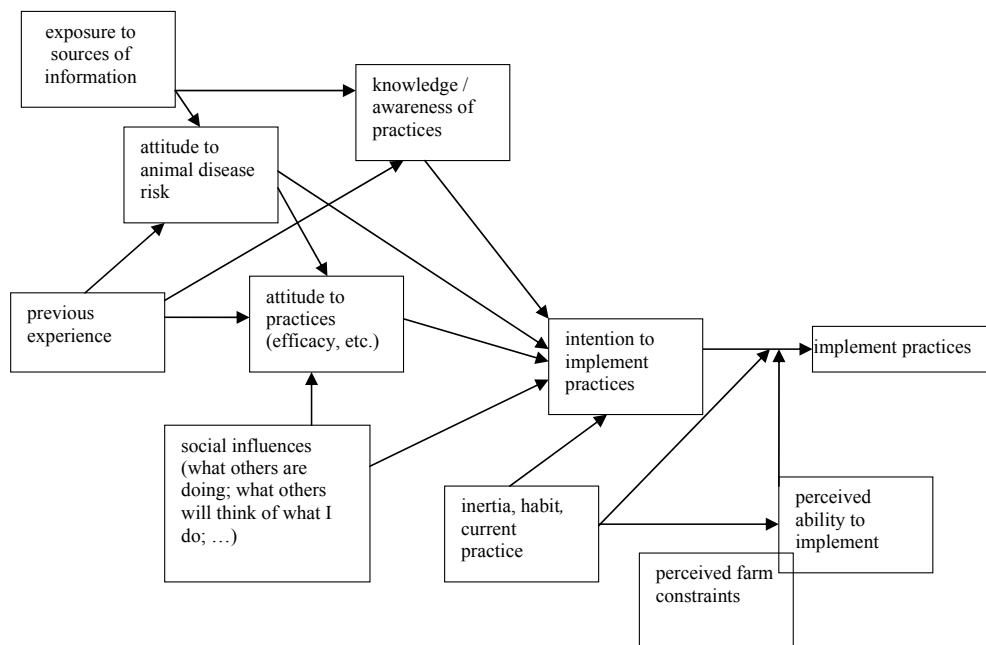 exposure to
sources of
information
knowledge /
awareness of
practices
attitude to
animal disease
risk
previous
experience
attitude to
practices
(efficacy, etc.)
intention to
implement
practices
implement practices
social influences
(what others are
doing; what others
will think of what I
do; …)
inertia, habit,
current
practice
perceived
ability to
implement
perceived farm
constraints